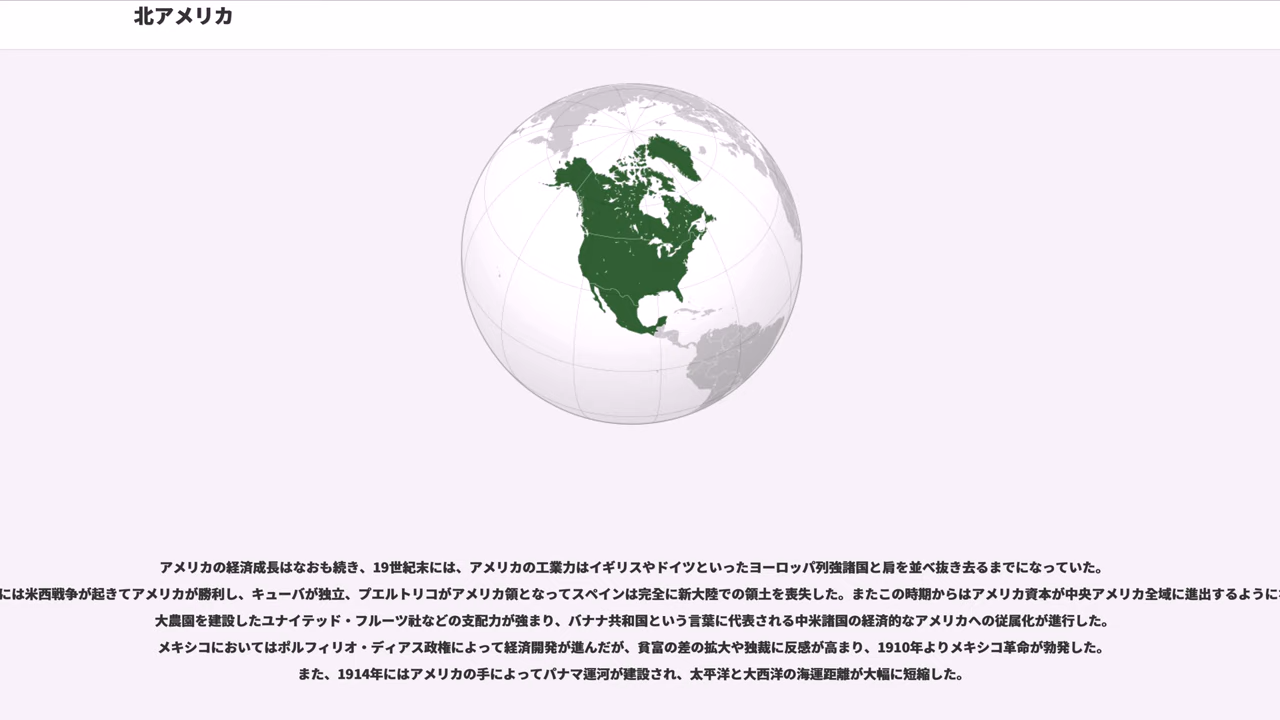 北アメリカ
アメリカの経済成長はなおも続き、19世紀末には、アメリカの工業力はイギリスやドイツといったヨーロッパ列強諸国と肩を並べ抜き去るまでになっていた。
には米西戦争が起きてアメリカが勝利し、キューバが独立、プエルトリコがアメリカ領となってスペインは完全に新大陸での領土を喪失した。またこの時期からはアメリカ資本が中央アメリカ全域に進出するように
大農園を建設したユナイテッド・フルーツ社などの支配力が強まり、バナナ共和国という言葉に代表される中米諸国の経済的なアメリカへの従属化が進行した。
メキシコにおいてはポルフィリオ・ディアス政権によって経済開発が進んだが、貧富の差の拡大や独裁に反感が高まり、1910年よりメキシコ革命が勃発した。
また、1914年にはアメリカの手によってパナマ運河が建設され、太平洋と大西洋の海運距離が大幅に短縮した。